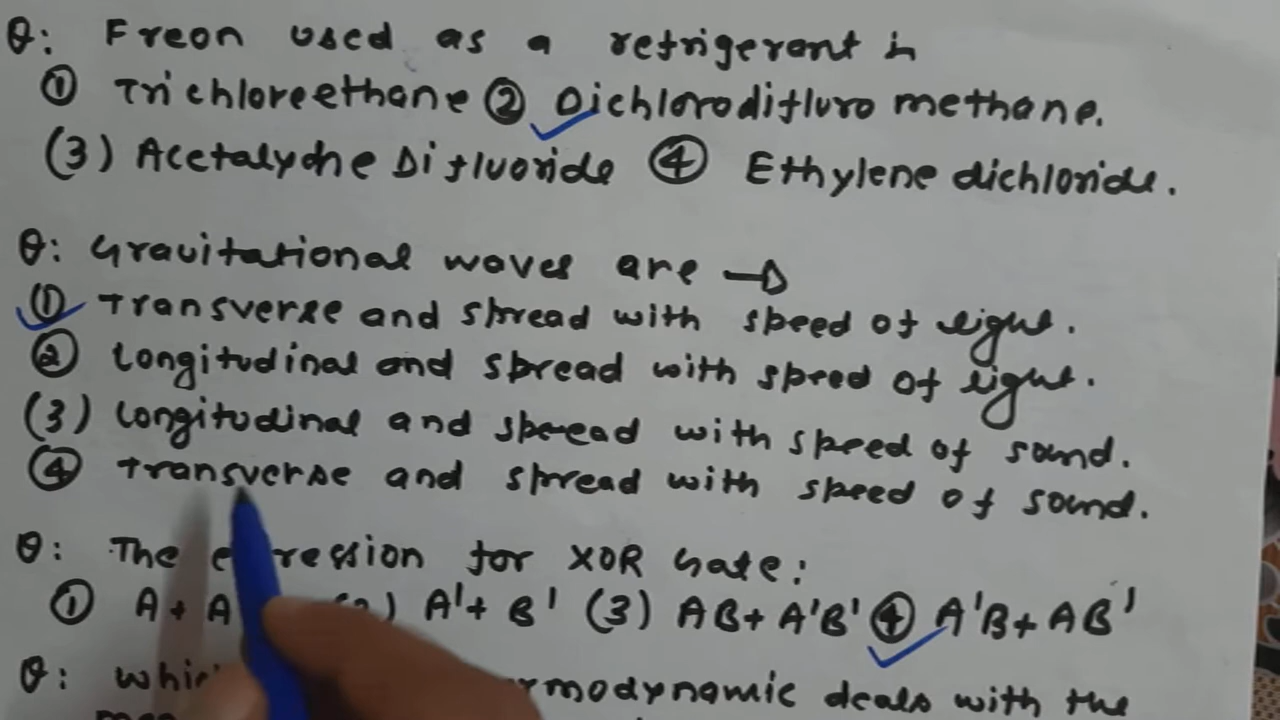 Q: Freon used as a refrigerant is
① Trichloreethane ② Dichlorodifluro methane.
(3) Acetalyche Difluoride ④ Ethylene dichloride.
Q: Gravitational waves are →
① Transverse and spread with speed of light.
② Longitudinal and spread with speed of light.
(3) Longitudinal and spread with speed of sound.
④ Transverse and spread with speed of sound.
Q: The expression for XOR Gate:
① A + A (2) A' + B' (3) AB + A'B' ④ A'B + AB'
Q: deals with the